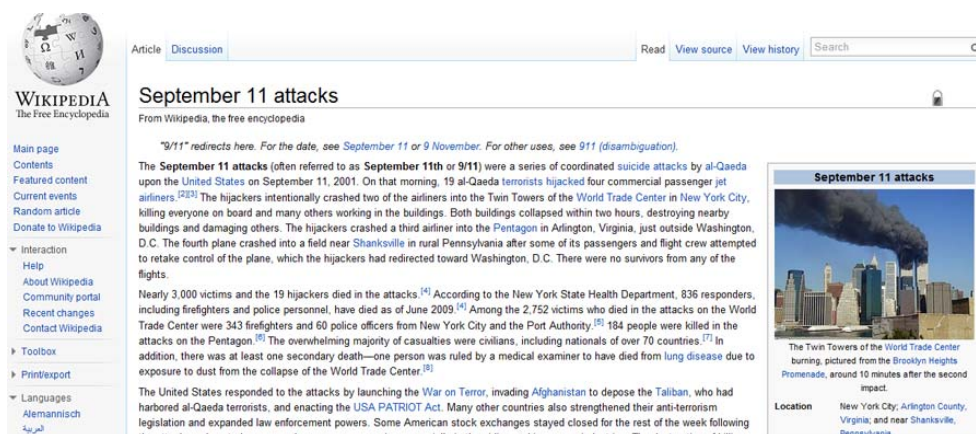 Article Discussion Read View source View history Search
WIKIPEDIA
The Free Encyclopedia
Main page
Contents
Featured content
Current events
Random article
Donate to Wikipedia
Interaction
Help
About Wikipedia
Community portal
Recent changes
Contact Wikipedia
Toolbox
Print/export
Languages
Alemannisch
العربية
September 11 attacks
From Wikipedia, the free encyclopedia
"9/11" redirects here. For the date, see September 11 or 9 November. For other uses, see 911 (disambiguation).
The September 11 attacks (often referred to as September 11th or 9/11) were a series of coordinated suicide attacks by al-Qaeda
upon the United States on September 11, 2001. On that morning, 19 al-Qaeda terrorists hijacked four commercial passenger jet
airliners.[2][3] The hijackers intentionally crashed two of the airliners into the Twin Towers of the World Trade Center in New York City,
killing everyone on board and many others working in the buildings. Both buildings collapsed within two hours, destroying nearby
buildings and damaging others. The hijackers crashed a third airliner into the Pentagon in Arlington, Virginia, just outside Washington,
D.C. The fourth plane crashed into a field near Shanksville in rural Pennsylvania after some of its passengers and flight crew attempted
to retake control of the plane, which the hijackers had redirected toward Washington, D.C. There were no survivors from any of the
flights.
Nearly 3,000 victims and the 19 hijackers died in the attacks.[4] According to the New York State Health Department, 836 responders,
including firefighters and police personnel, have died as of June 2009.[4] Among the 2,752 victims who died in the attacks on the World
Trade Center were 343 firefighters and 60 police officers from New York City and the Port Authority.[5] 184 people were killed in the
attacks on the Pentagon.[6] The overwhelming majority of casualties were civilians, including nationals of over 70 countries.[7] In
addition, there was at least one secondary death—one person was ruled by a medical examiner to have died from lung disease due to
exposure to dust from the collapse of the World Trade Center.[8]
The United States responded to the attacks by launching the War on Terror, invading Afghanistan to depose the Taliban, who had
harbored al-Qaeda terrorists, and enacting the USA PATRIOT Act. Many other countries also strengthened their anti-terrorism
legislation and expanded law enforcement powers. Some American stock exchanges stayed closed for the rest of the week following
September 11 attacks
The Twin Towers of the World Trade Center
burning, pictured from the Brooklyn Heights
Promenade, around 10 minutes after the second
impact.
Location New York City; Arlington County,
Virginia; and near Shanksville,